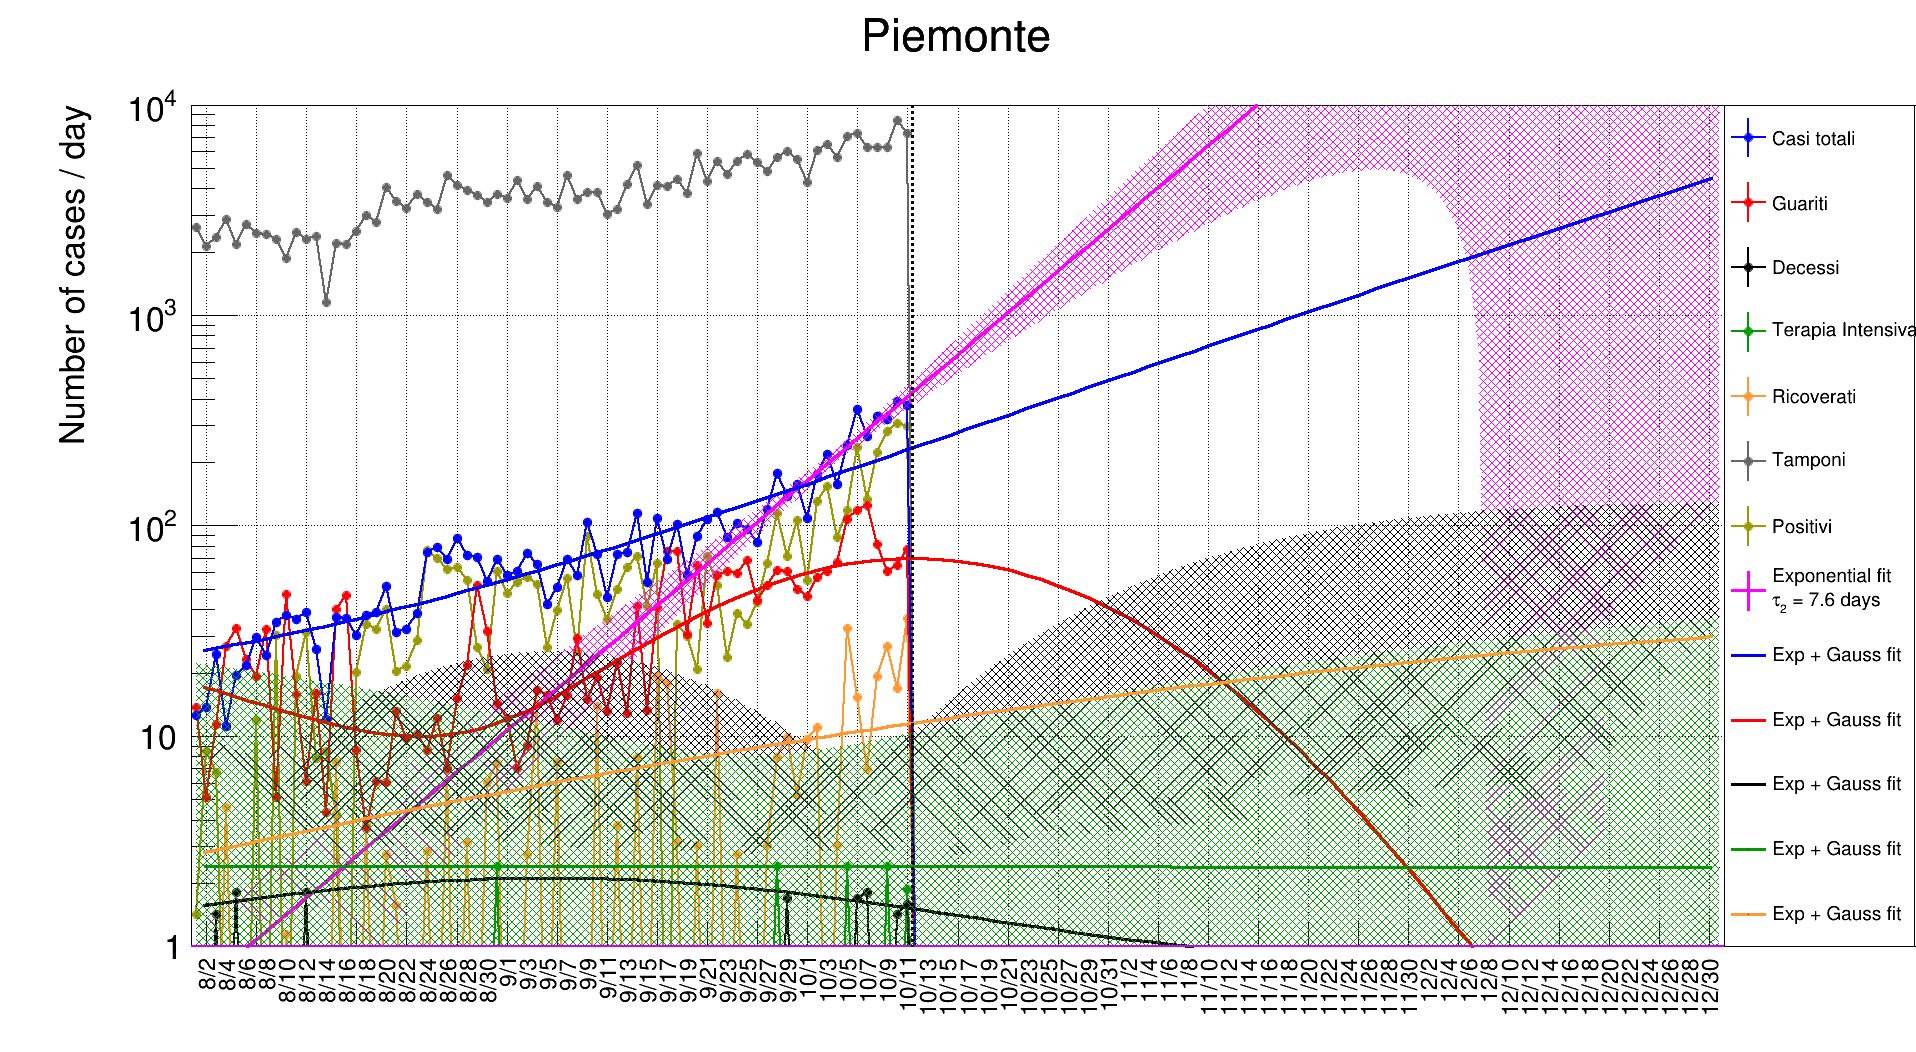 Piemonte
Number of cases / day
10^4
10^3
10^2
10
1
8/2 8/4 8/6 8/8 8/10 8/12 8/14 8/16 8/18 8/20 8/22 8/24 8/26 8/28 8/30 9/1 9/3 9/5 9/7 9/9 9/11 9/13 9/15 9/17 9/19 9/21 9/23 9/25 9/27 9/29 10/1 10/3 10/5 10/7 10/9 10/11 10/13 10/15 10/17 10/19 10/21 10/23 10/25 10/27 10/29 10/31 11/2 11/4 11/6 11/8 11/10 11/12 11/14 11/16 11/18 11/20 11/22 11/24 11/26 11/28 11/30 12/2 12/4 12/6 12/8 12/10 12/12 12/14 12/16 12/18 12/20 12/22 12/24 12/26 12/28 12/30
Casi totali
Guariti
Decessi
Terapia Intensiva
Ricoverati
Tamponi
Positivi
Exponential fit
τ2 = 7.6 days
Exp + Gauss fit
Exp + Gauss fit
Exp + Gauss fit
Exp + Gauss fit
Exp + Gauss fit